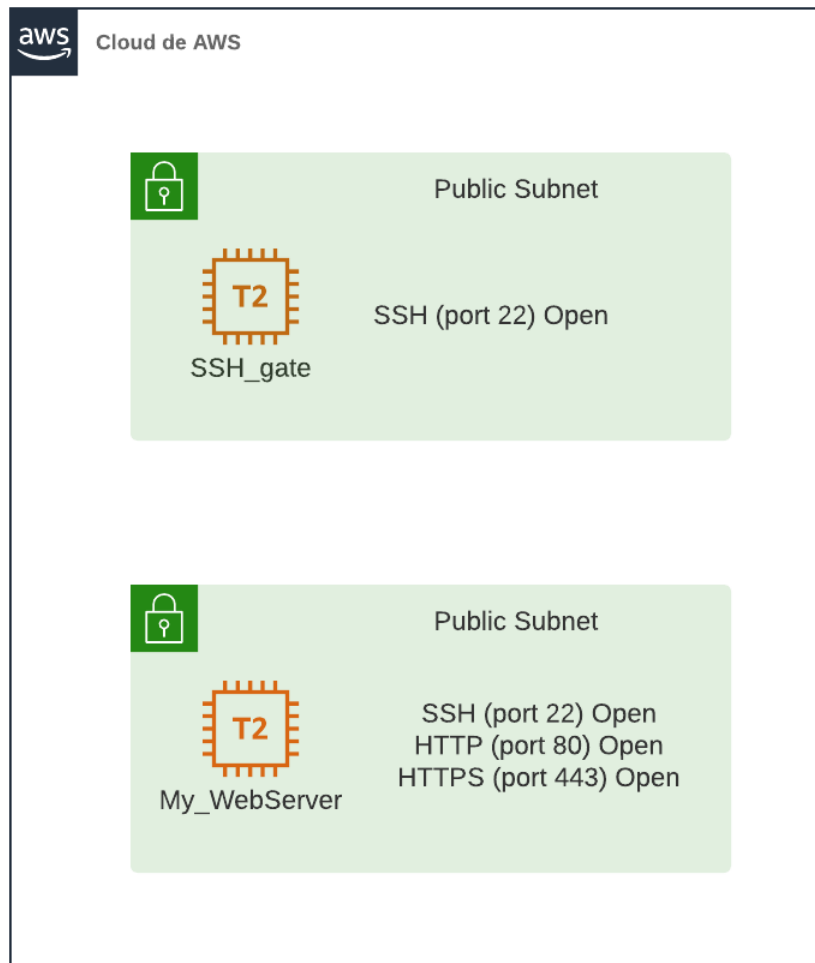 aws
Cloud de AWS
Public Subnet
T2
SSH (port 22) Open
SSH_gate
Public Subnet
T2
SSH (port 22) Open
HTTP (port 80) Open
HTTPS (port 443) Open
My_WebServer